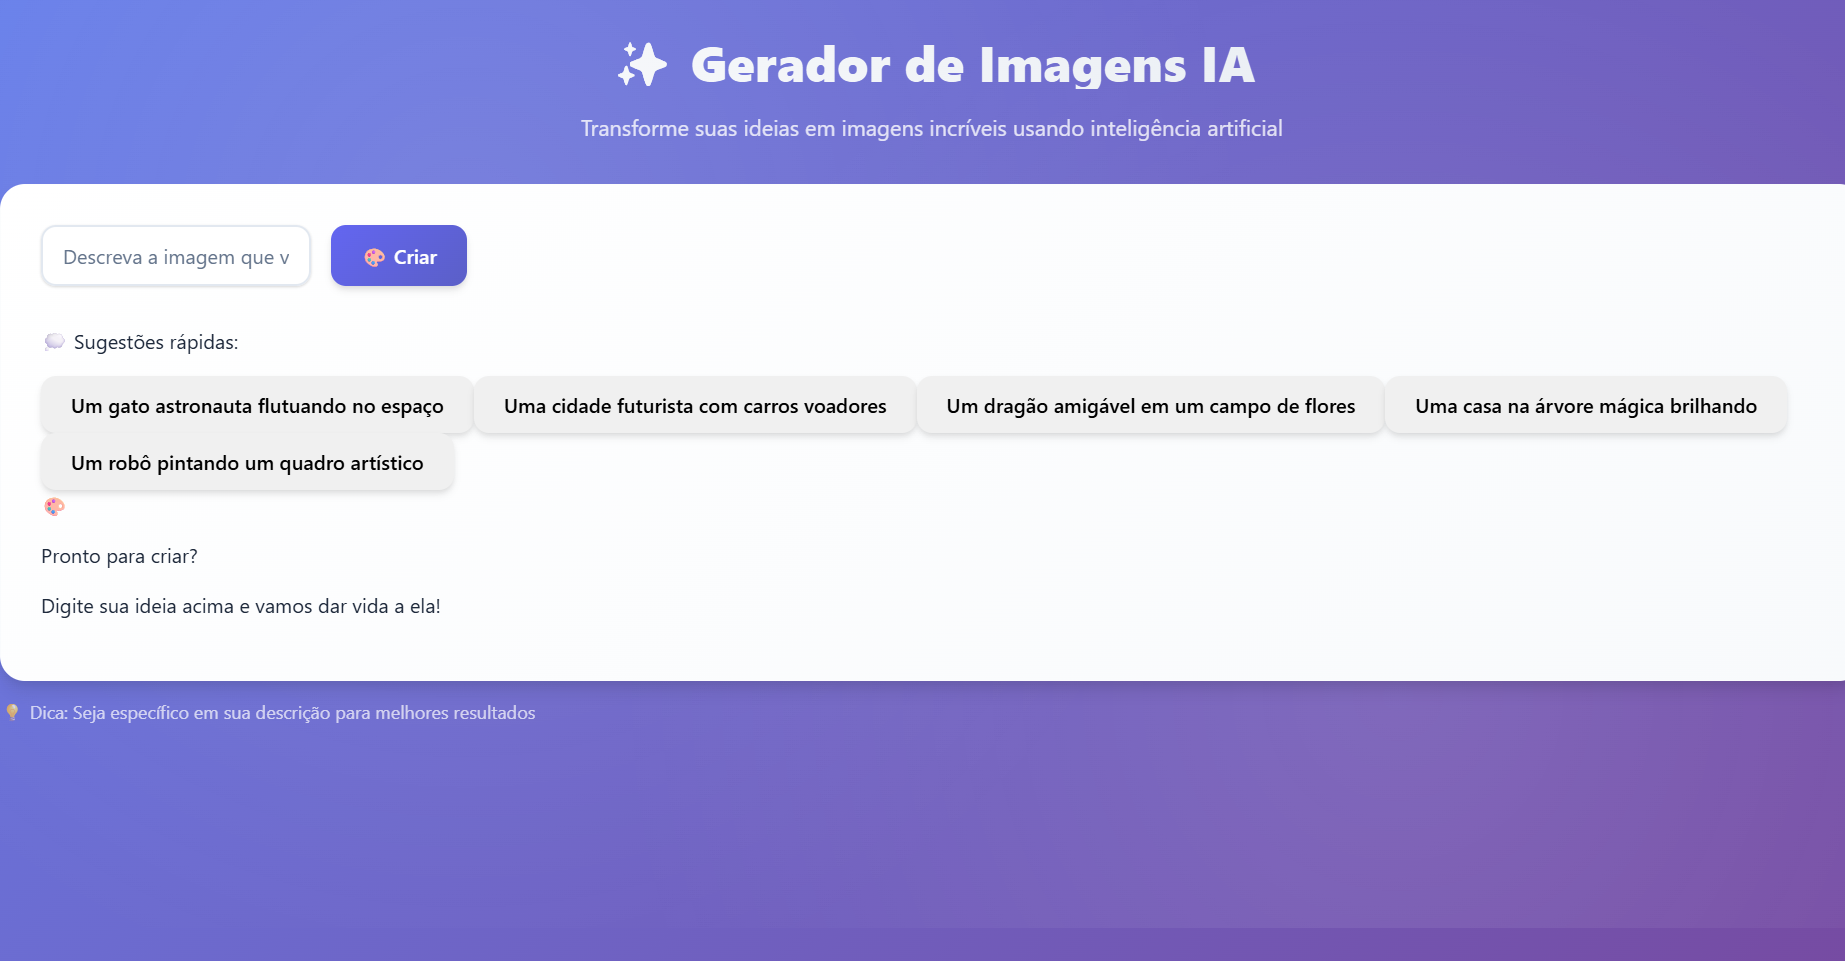 ✨ Gerador de Imagens IA
Transforme suas ideias em imagens incríveis usando inteligência artificial
Descreva a imagem que v
🎨 Criar
💭 Sugestões rápidas:
Um gato astronauta flutuando no espaço
Uma cidade futurista com carros voadores
Um dragão amigável em um campo de flores
Uma casa na árvore mágica brilhando
Um robô pintando um quadro artístico
🎨
Pronto para criar?
Digite sua ideia acima e vamos dar vida a ela!
💡 Dica: Seja específico em sua descrição para melhores resultados